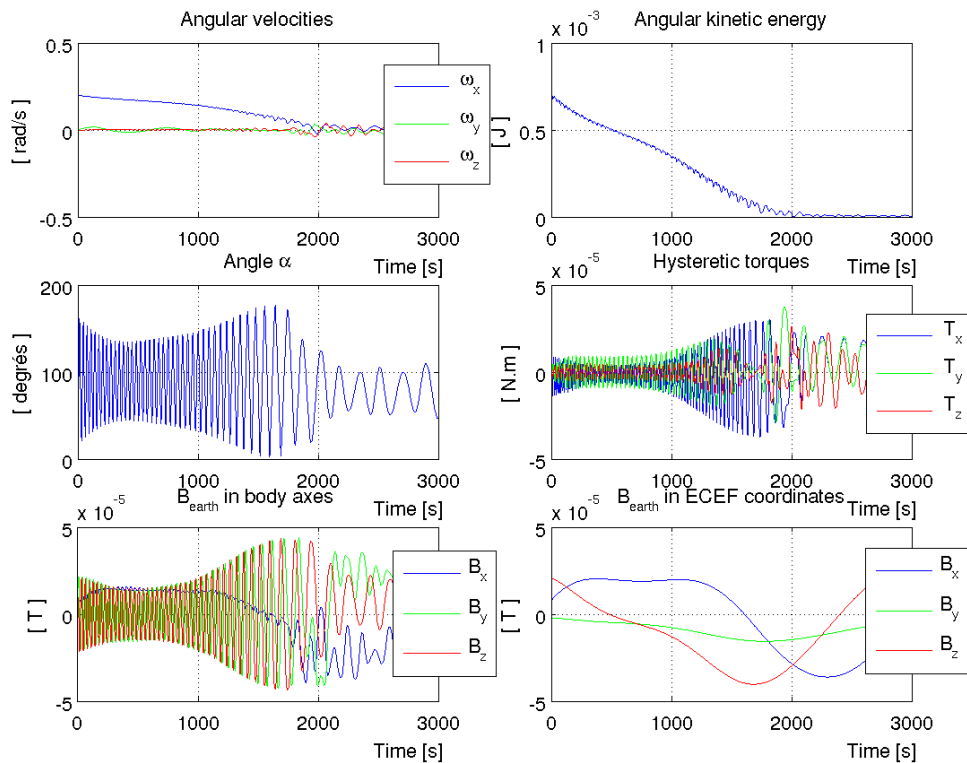 Angular velocities
0.5
0
-0.5
[ rad/s ]
0 1000 2000 3000
Time [s]
ω_x
ω_y
ω_z
Angular kinetic energy
x 10^-3
1
0.5
0
[ J ]
0 1000 2000 3000
Time [s]
Angle α
200
100
0
[ degrés ]
0 1000 2000 3000
Time [s]
Hysteretic torques
x 10^-5
5
0
-5
[ N.m ]
0 1000 2000 3000
Time [s]
T_x
T_y
T_z
B_earth in body axes
x 10^-5
5
0
-5
[ T ]
0 1000 2000 3000
Time [s]
B_x
B_y
B_z
B_earth in ECEF coordinates
x 10^-5
5
0
-5
[ T ]
0 1000 2000 3000
Time [s]
B_x
B_y
B_z